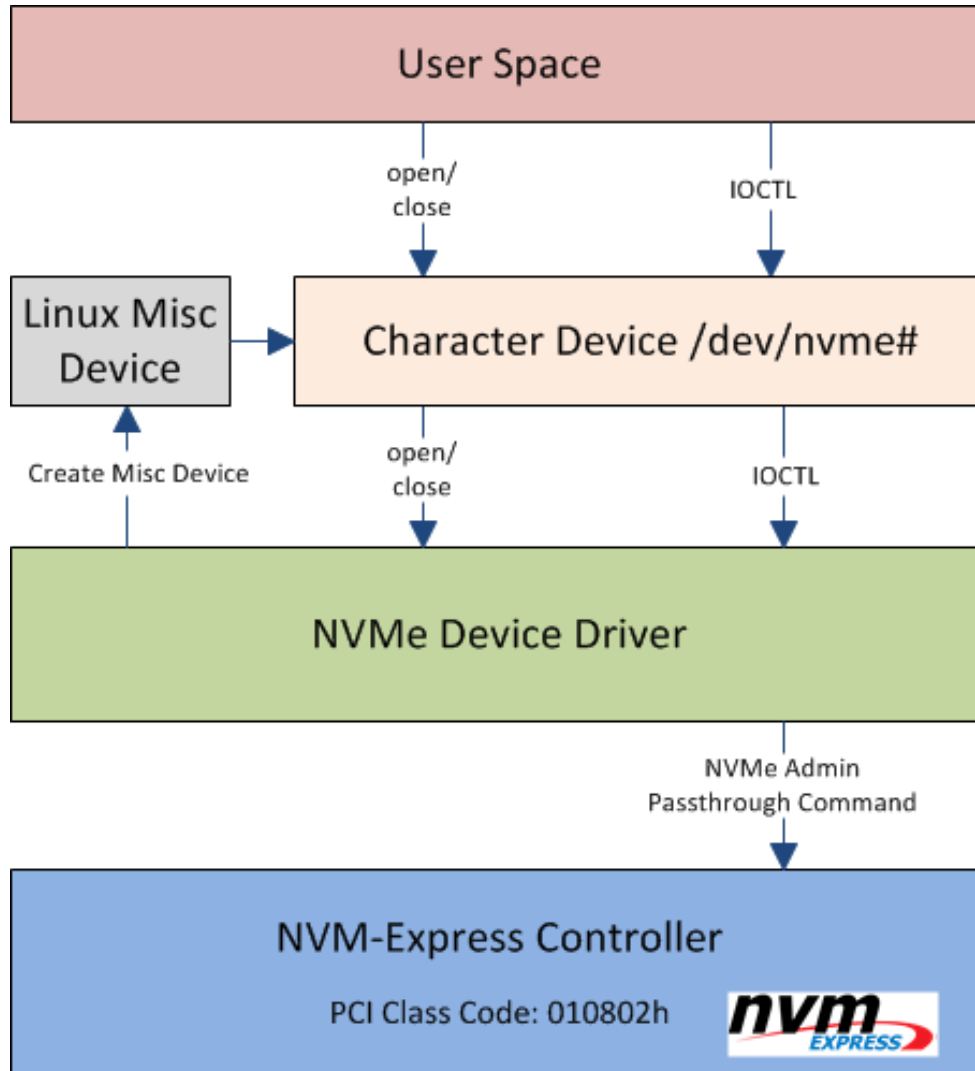 User Space
open/
close
IOCTL
Linux Misc
Device
Character Device /dev/nvme#
Create Misc Device
open/
close
IOCTL
NVMe Device Driver
NVMe Admin
Passthrough Command
NVM-Express Controller
PCI Class Code: 010802h
nvm
EXPRESS